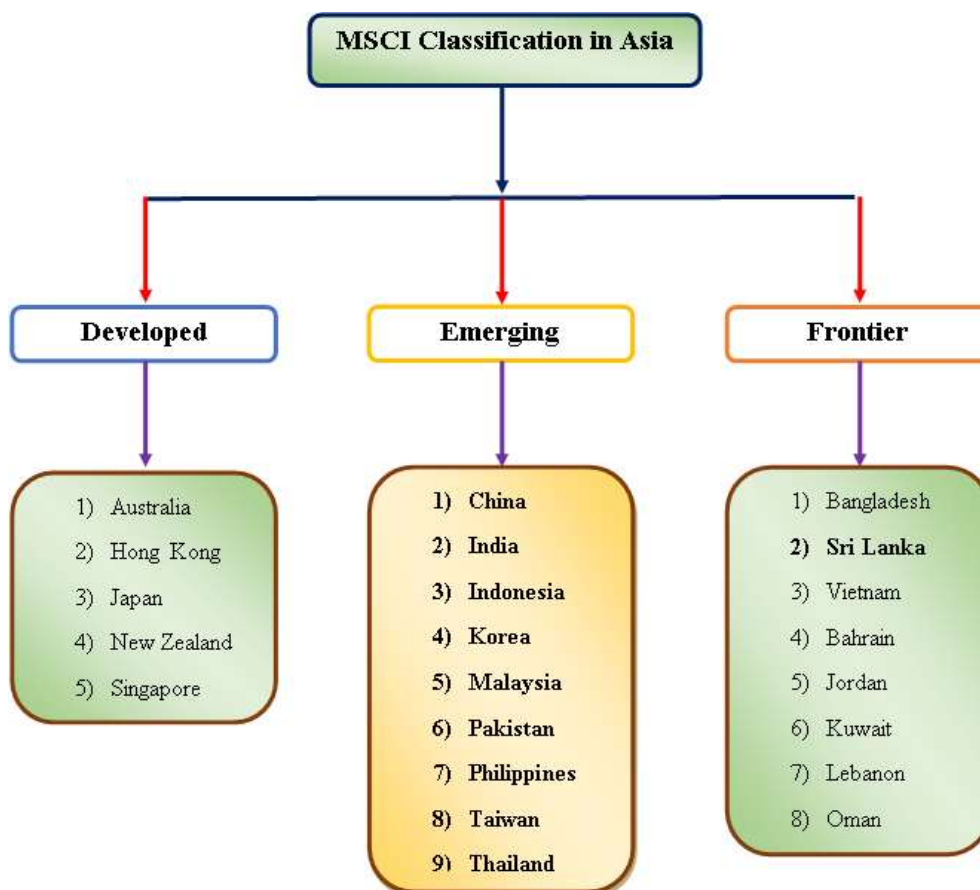 MSCI Classification in Asia
Developed
Emerging
Frontier
1) Australia
2) Hong Kong
3) Japan
4) New Zealand
5) Singapore
1) China
2) India
3) Indonesia
4) Korea
5) Malaysia
6) Pakistan
7) Philippines
8) Taiwan
9) Thailand
1) Bangladesh
2) Sri Lanka
3) Vietnam
4) Bahrain
5) Jordan
6) Kuwait
7) Lebanon
8) Oman